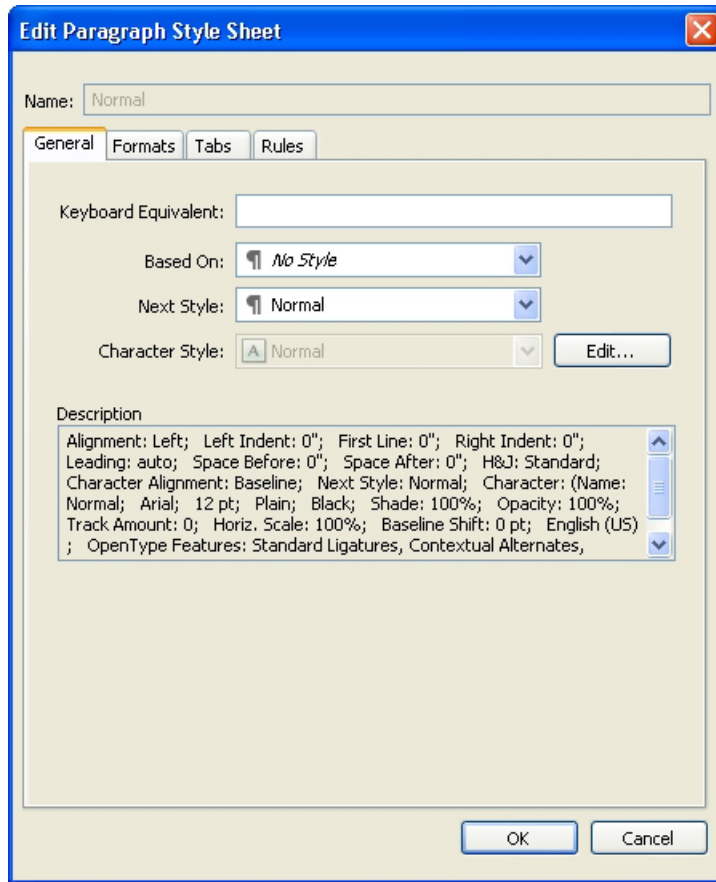 Edit Paragraph Style Sheet
Name: Normal
General Formats Tabs Rules
Keyboard Equivalent:
Based On: ¶ No Style
Next Style: ¶ Normal
Character Style: A Normal Edit...
Description
Alignment: Left; Left Indent: 0"; First Line: 0"; Right Indent: 0";
Leading: auto; Space Before: 0"; Space After: 0"; H&J: Standard;
Character Alignment: Baseline; Next Style: Normal; Character: (Name:
Normal; Arial; 12 pt; Plain; Black; Shade: 100%; Opacity: 100%;
Track Amount: 0; Horiz. Scale: 100%; Baseline Shift: 0 pt; English (US)
; OpenType Features: Standard Ligatures, Contextual Alternates,
OK Cancel